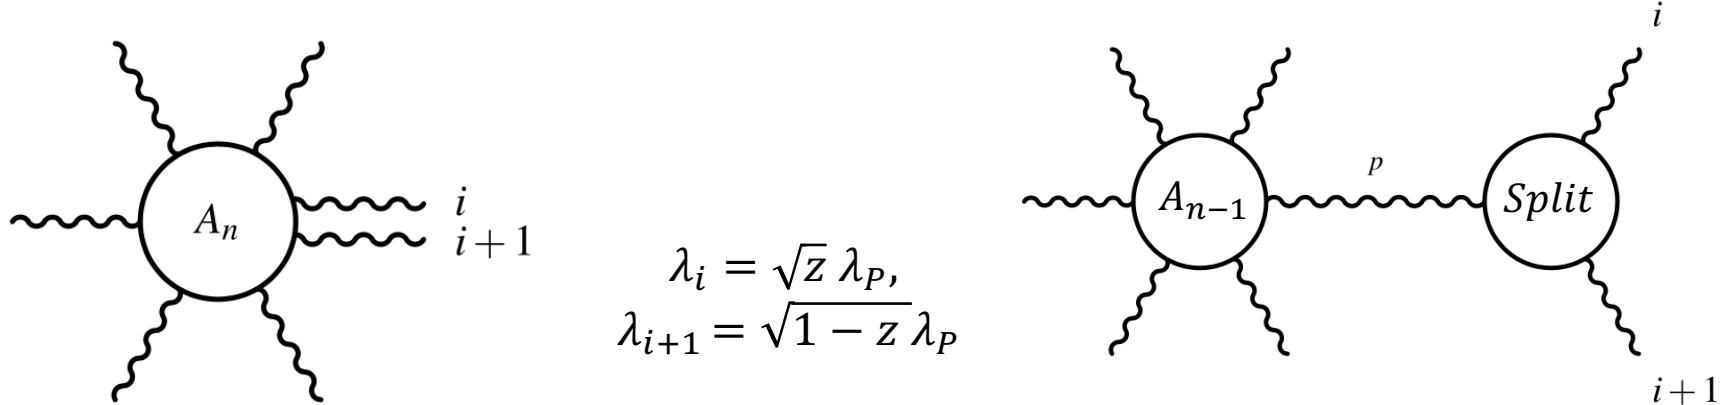 A_n
i
i + 1
λ_i = √z λ_P,
λ_{i+1} = √(1 − z) λ_P
A_{n−1}
p
Split
i
i + 1